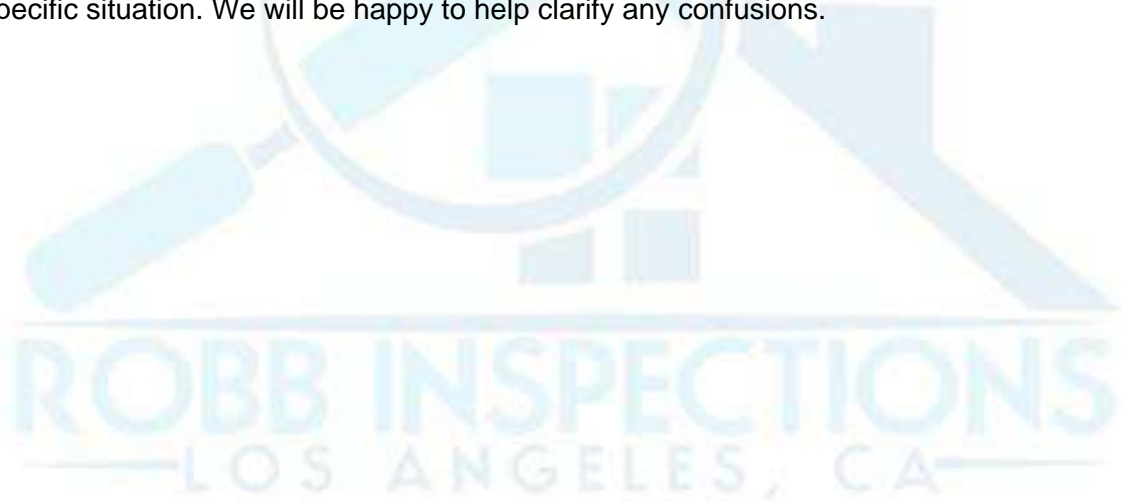 pecific situation. We will be happy to help clarify any confusions.
ROBB INSPECTIONS
LOS ANGELES, CA